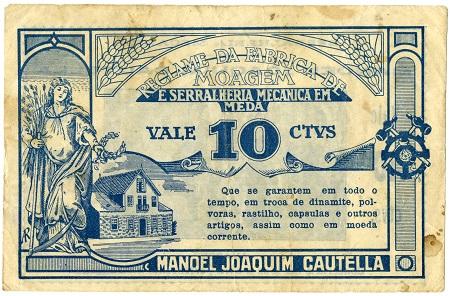 RECLAME DA FABRICA DE
MOAGEM
E SERRALHERIA MECANICA EM
MEDA
VALE 10 CTVS
Que se garantem em todo o
tempo, em troca de dinamite, pol-
voras, rastilho, capsulas e outros
artigos, assim como em moeda
corrente.
MANOEL JOAQUIM CAUTELLA